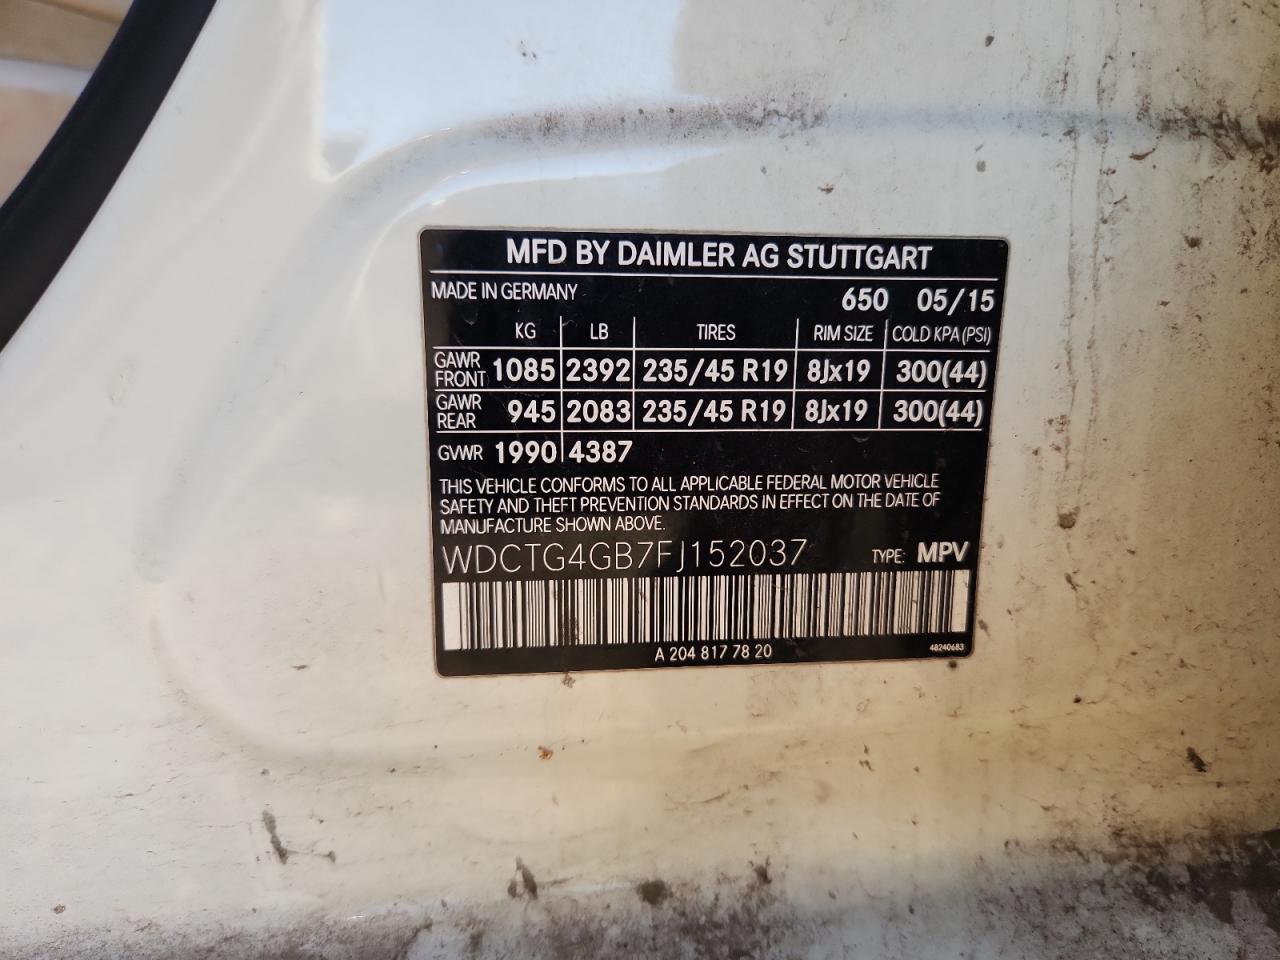 MFD BY DAIMLER AG STUTTGART
MADE IN GERMANY 650 05/15
KG LB TIRES RIM SIZE COLD KPA(PSI)
GAWR FRONT 1085 2392 235/45 R19 8Jx19 300(44)
GAWR REAR 945 2083 235/45 R19 8Jx19 300(44)
GVWR 1990 4387
THIS VEHICLE CONFORMS TO ALL APPLICABLE FEDERAL MOTOR VEHICLE
SAFETY AND THEFT PREVENTION STANDARDS IN EFFECT ON THE DATE OF
MANUFACTURE SHOWN ABOVE.
WDCTG4GB7FJ152037 TYPE: MPV
A 204 817 78 20 48240683